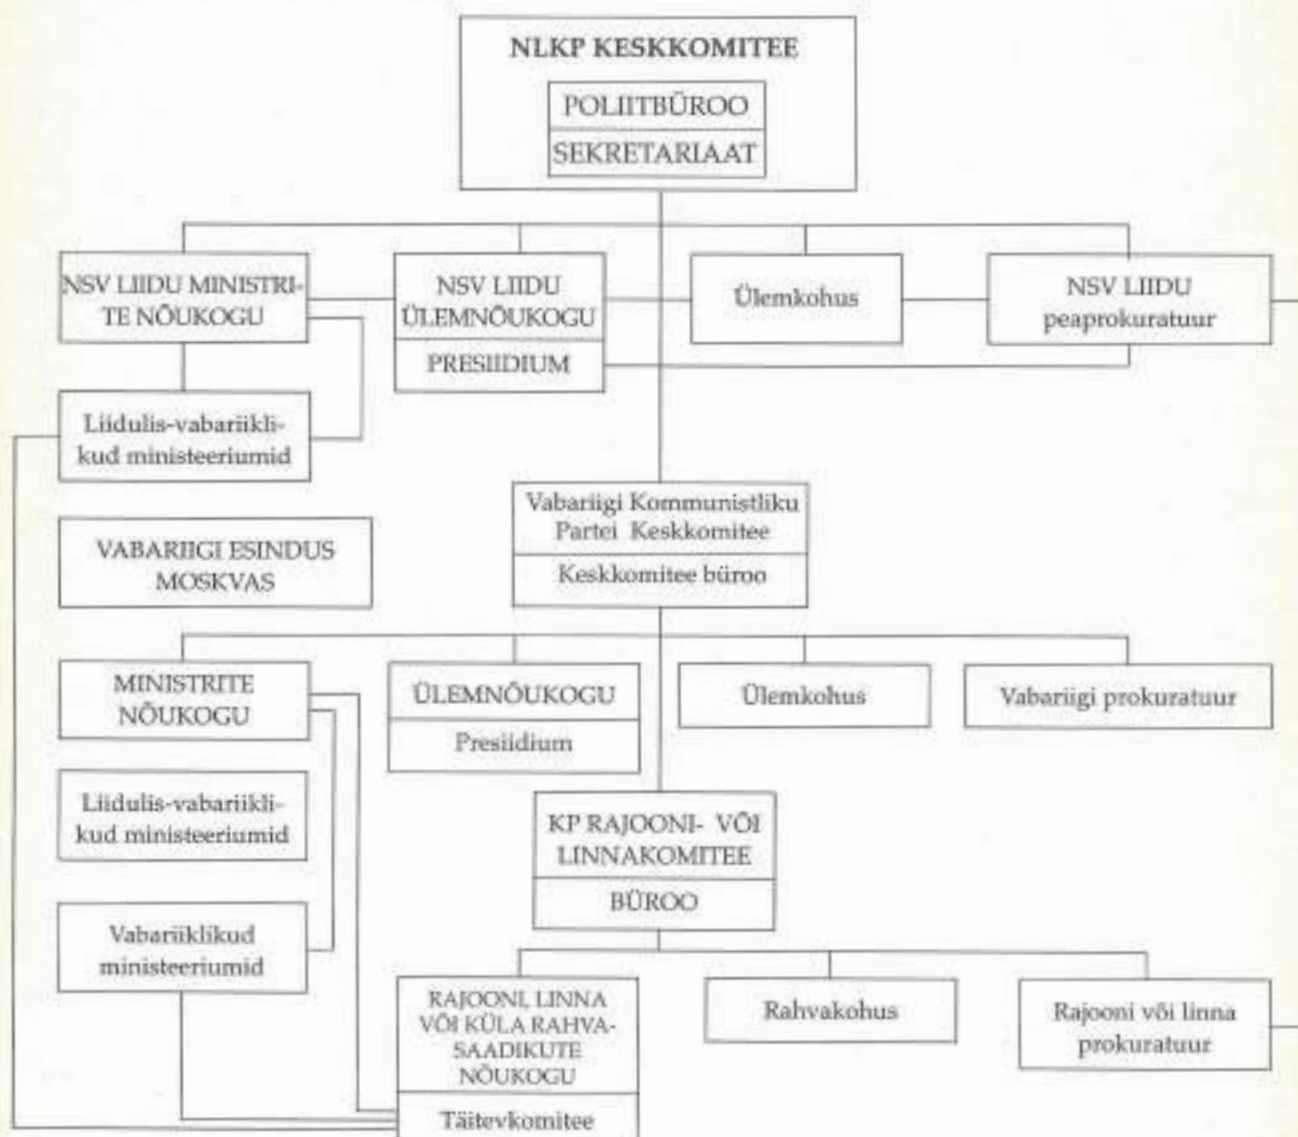 NLKP KESKKOMITEE
POLIITBÜROO
SEKRETARIAAT
NSV LIIDU MINISTRI-
TE NÕUKOGU
NSV LIIDU
ÜLEMNÕUKOGU
PRESIIDIUM
Ülemkohus
NSV LIIDU
peaprokuratuur
Liidulis-vabariikli-
kud ministeeriumid
Vabariigi Kommunistliku
Partei Keskkomitee
Keskkomitee büroo
VABARIIGI ESINDUS
MOSKVAS
MINISTRITE
NÕUKOGU
ÜLEMNÕUKOGU
Presiidium
Ülemkohus
Vabariigi prokuratuur
Liidulis-vabariikli-
kud ministeeriumid
KP RAJOONI- VÕI
LINNAKOMITEE
BÜROO
Vabariiklikud
ministeeriumid
RAJOONI, LINNA
VÕI KÜLA RAHVA-
SAADIKUTE
NÕUKOGU
Täitevkomitee
Rahvakohus
Rajooni või linna
prokuratuur